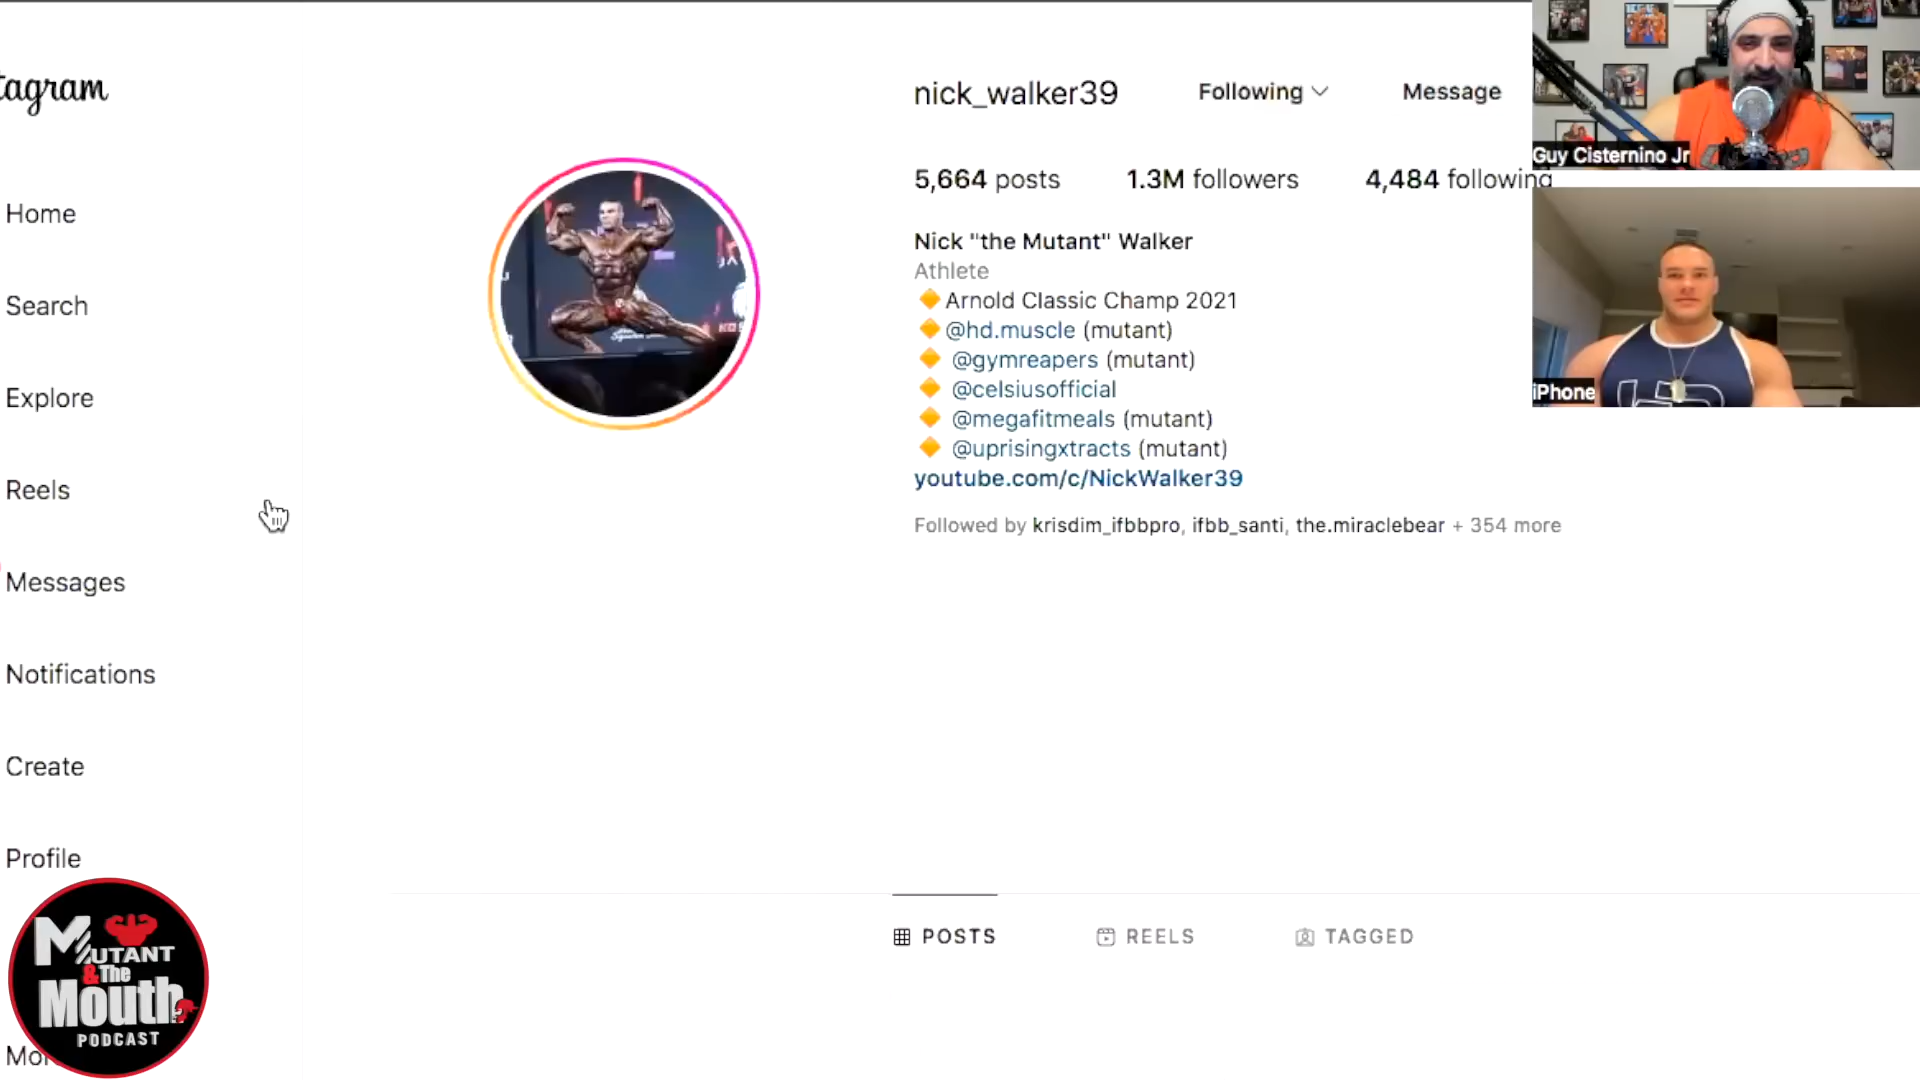 tagram
Home
Search
Explore
Reels
Messages
Notifications
Create
Profile
nick_walker39
Following
Message
5,664 posts
1.3M followers
4,484 following
Nick "the Mutant" Walker
Athlete
🔶Arnold Classic Champ 2021
🔶@hd.muscle (mutant)
🔶 @gymreapers (mutant)
🔶 @celsiusofficial
🔶 @megafitmeals (mutant)
🔶 @uprisingxtracts (mutant)
youtube.com/c/NickWalker39
Followed by krisdim_ifbbpro, ifbb_santi, the.miraclebear + 354 more
POSTS
REELS
TAGGED
Guy Cisternino Jr
iPhone
MUTANT
&The
Mouth
PODCAST